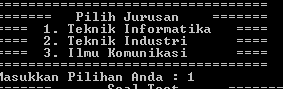 ==============================
=======   Pilih Jurusan    =======
====  1. Teknik Informatika   ====
====  2. Teknik Industri      ====
====  3. Ilmu Komunikasi      ====
==============================
Masukkan Pilihan Anda : 1